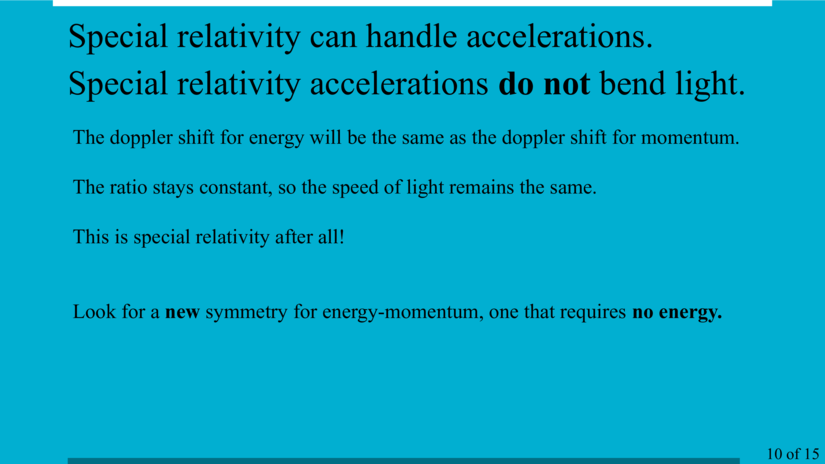 Special relativity can handle accelerations.
Special relativity accelerations do not bend light.
The doppler shift for energy will be the same as the doppler shift for momentum.
The ratio stays constant, so the speed of light remains the same.
This is special relativity after all!
Look for a new symmetry for energy-momentum, one that requires no energy.
10 of 15